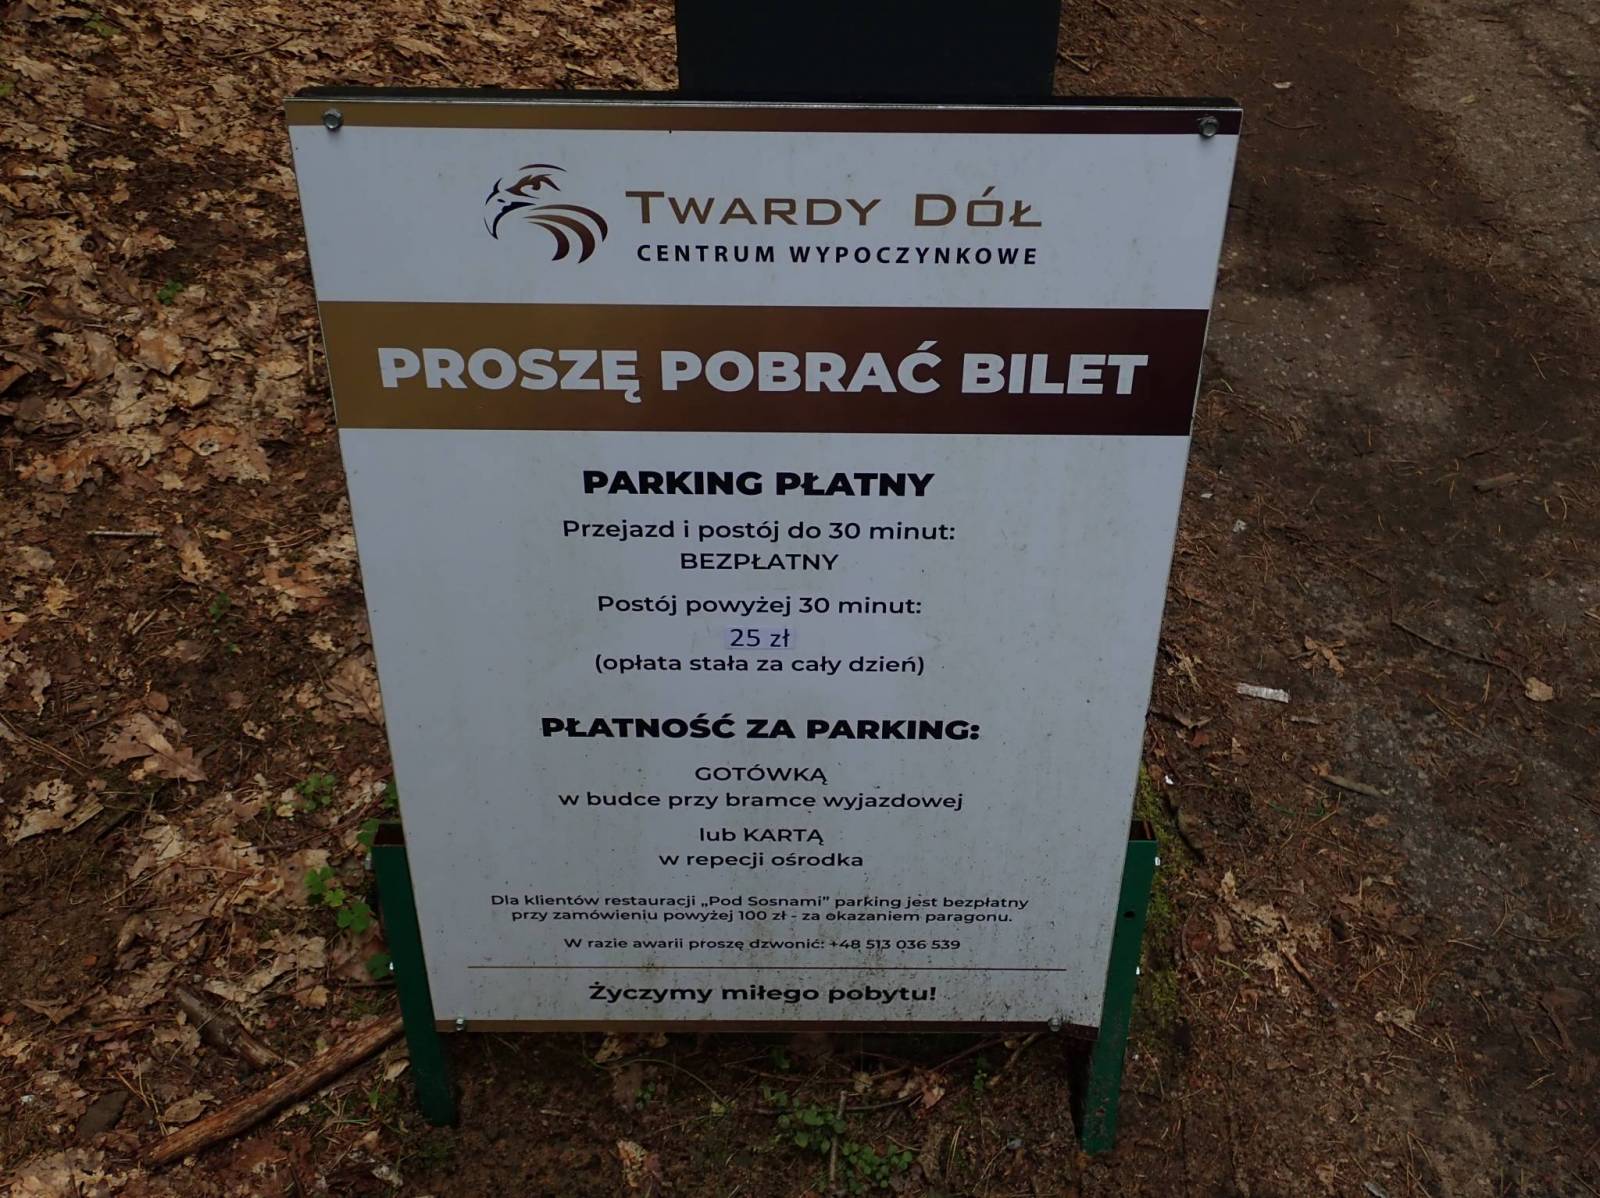 TWARDY DÓŁ
CENTRUM WYPOCZYNKOWE
PROSZĘ POBRAĆ BILET
PARKING PŁATNY
Przejazd i postój do 30 minut:
BEZPŁATNY
Postój powyżej 30 minut:
25 zł
(opłata stała za cały dzień)
PŁATNOŚĆ ZA PARKING:
GOTÓWKĄ
w budce przy bramce wyjazdowej
lub KARTĄ
w repecji ośrodka
Dla klientów restauracji „Pod Sosnami” parking jest bezpłatny
przy zamówieniu powyżej 100 zł - za okazaniem paragonu.
W razie awarii proszę dzwonić: +48 513 036 539
Życzymy miłego pobytu!